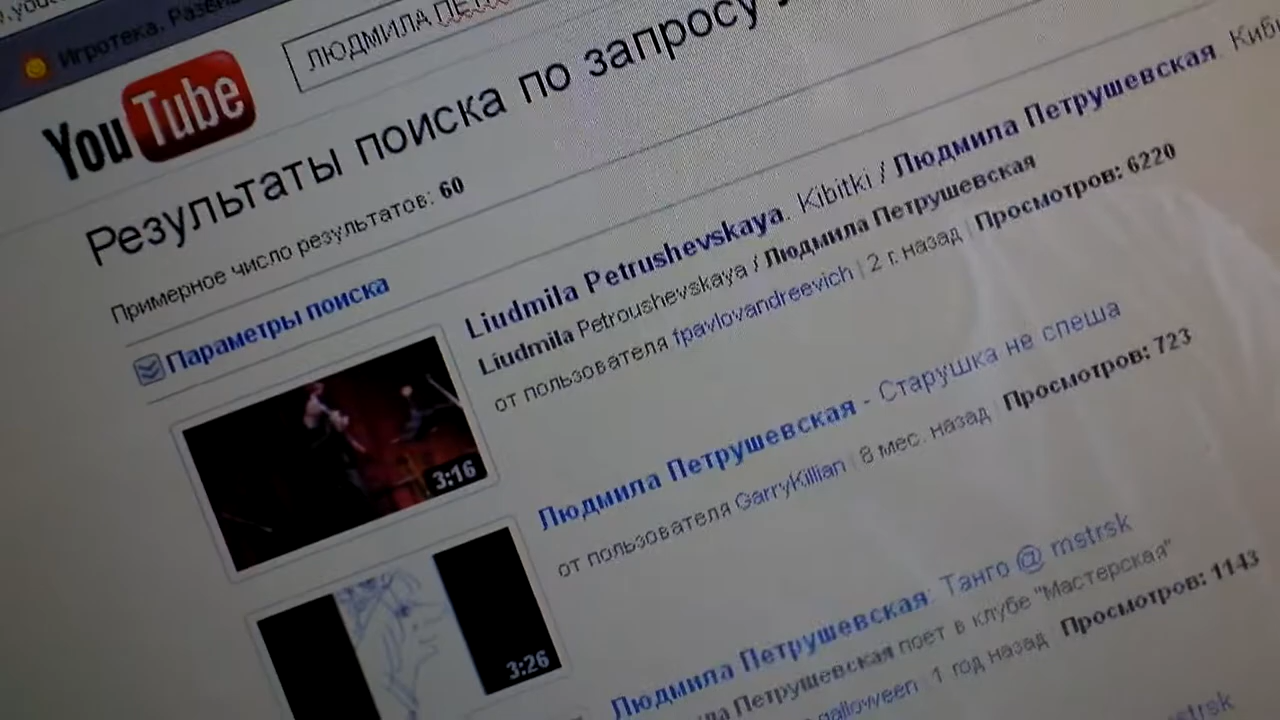 Игротека, Развл
YouTube
ЛЮДМИЛА ПЕТ
Результаты поиска по запросу
Примерное число результатов: 60
Параметры поиска
Liudmila Petrushevskaya. Kibitki / Людмила Петрушевская.
Liudmila Petroushevskaya / Людмила Петрушевская
от пользователя fpavlovandreevich | 2 г. назад | Просмотров: 6220
3:16
Людмила Петрушевская - Старушка не спеша
от пользователя GarryKillian | 8 мес. назад | Просмотров: 723
3:26
Людмила Петрушевская: Танго @ mstrsk
Петрушевская поет в клубе "Мастерская"
1 год назад | Просмотров: 1143
mstrsk